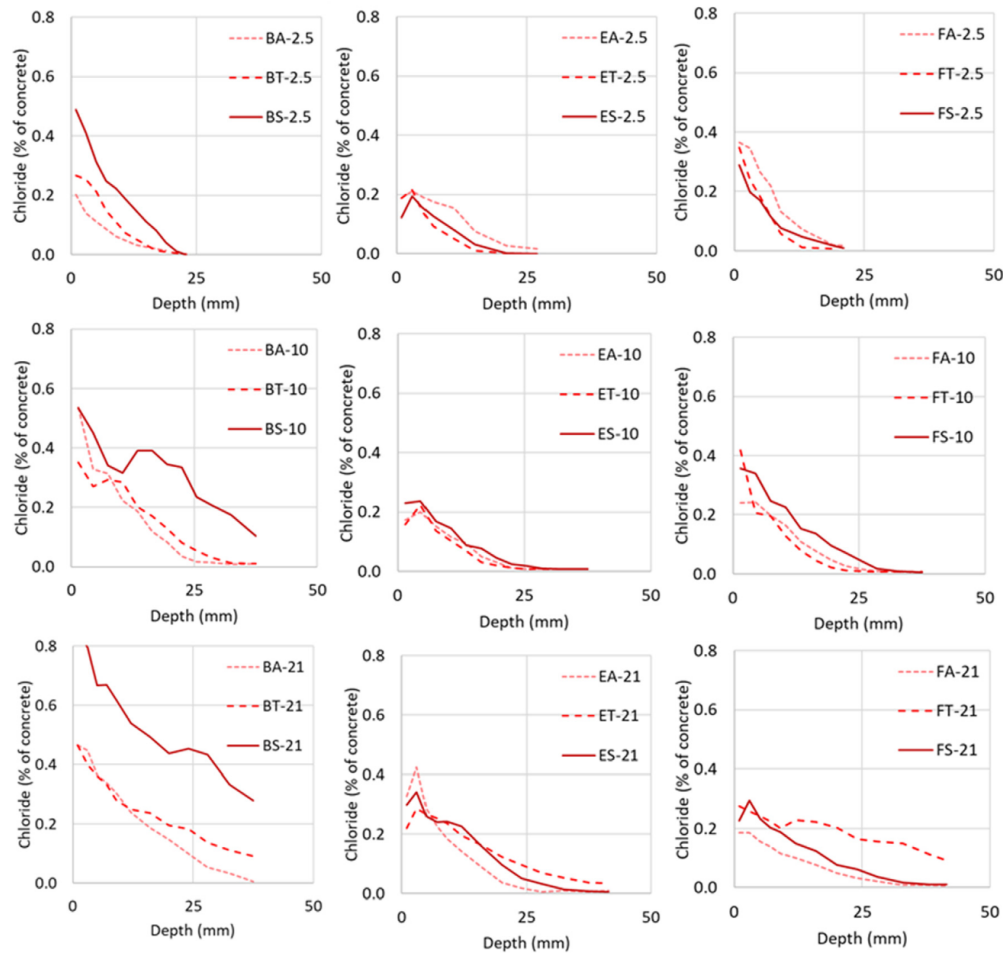 0.8
0.6
0.4
0.2
0.0
Chloride (% of concrete)
BA-2.5
BT-2.5
BS-2.5
0
25
50
Depth (mm)
0.8
0.6
0.4
0.2
0.0
Chloride (% of concrete)
EA-2.5
ET-2.5
ES-2.5
0
25
50
Depth (mm)
0.8
0.6
0.4
0.2
0.0
Chloride (% of concrete)
FA-2.5
FT-2.5
FS-2.5
0
25
50
Depth (mm)
0.8
0.6
0.4
0.2
0.0
Chloride (% of concrete)
BA-10
BT-10
BS-10
0
25
50
Depth (mm)
0.8
0.6
0.4
0.2
0.0
Chloride (% of concrete)
EA-10
ET-10
ES-10
0
25
50
Depth (mm)
0.8
0.6
0.4
0.2
0.0
Chloride (% of concrete)
FA-10
FT-10
FS-10
0
25
50
Depth (mm)
0.8
0.6
0.4
0.2
0.0
Chloride (% of concrete)
BA-21
BT-21
BS-21
0
25
50
Depth (mm)
0.8
0.6
0.4
0.2
0.0
Chloride (% of concrete)
EA-21
ET-21
ES-21
0
25
50
Depth (mm)
0.8
0.6
0.4
0.2
0.0
Chloride (% of concrete)
FA-21
FT-21
FS-21
0
25
50
Depth (mm)